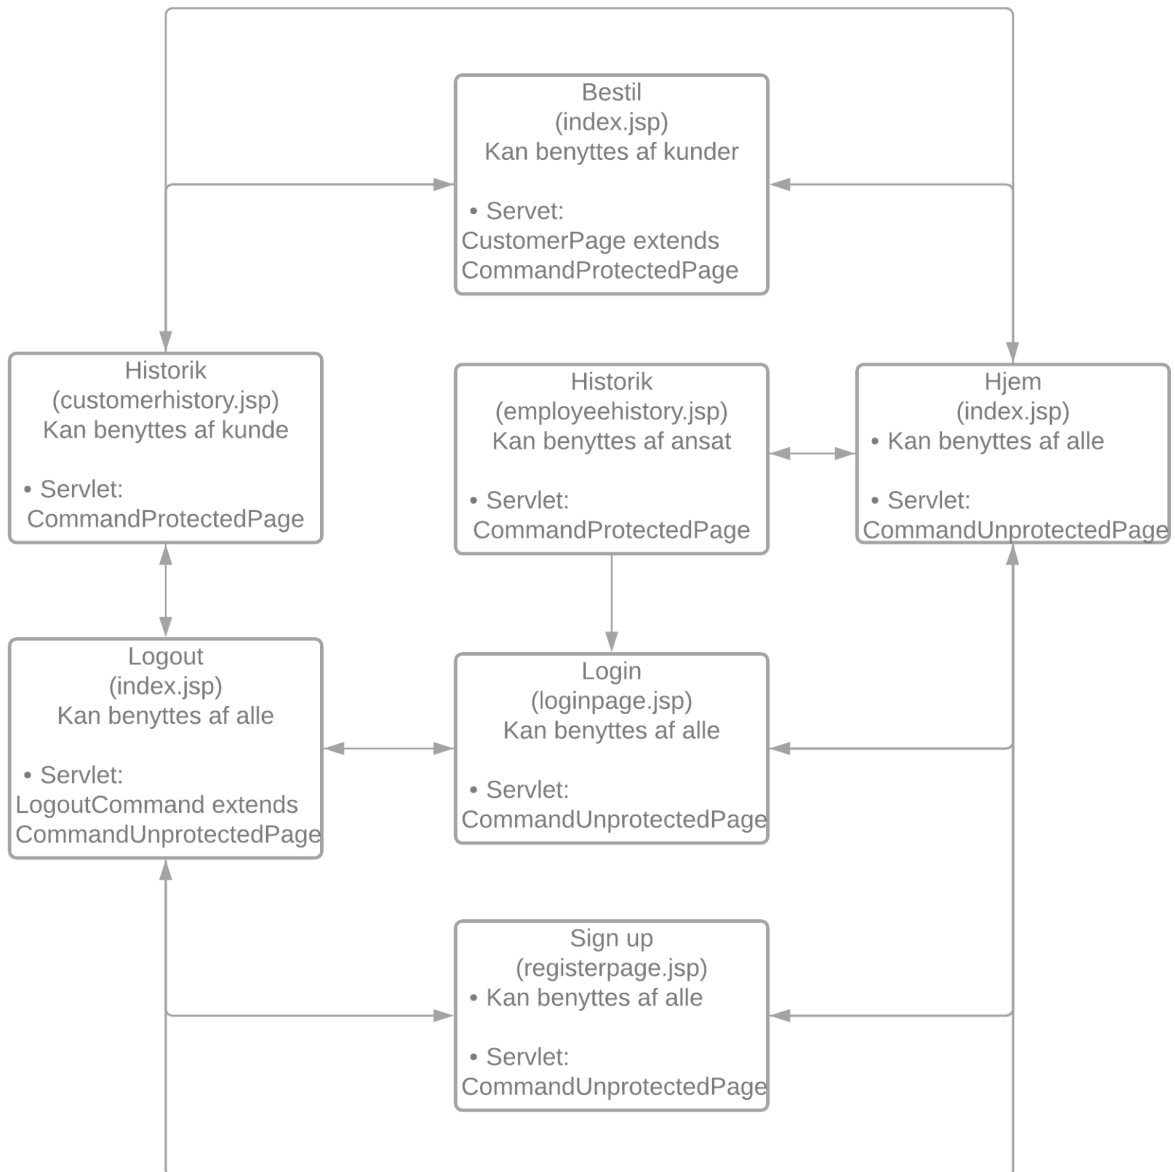 Bestil
(index.jsp)
Kan benyttes af kunder
• Servet:
CustomerPage extends
CommandProtectedPage
Historik
(customerhistory.jsp)
Kan benyttes af kunde
• Servlet:
CommandProtectedPage
Historik
(employeehistory.jsp)
Kan benyttes af ansat
• Servlet:
CommandProtectedPage
Hjem
(index.jsp)
• Kan benyttes af alle
• Servlet:
CommandUnprotectedPage
Logout
(index.jsp)
Kan benyttes af alle
• Servlet:
LogoutCommand extends
CommandUnprotectedPage
Login
(loginpage.jsp)
Kan benyttes af alle
• Servlet:
CommandUnprotectedPage
Sign up
(registerpage.jsp)
• Kan benyttes af alle
• Servlet:
CommandUnprotectedPage